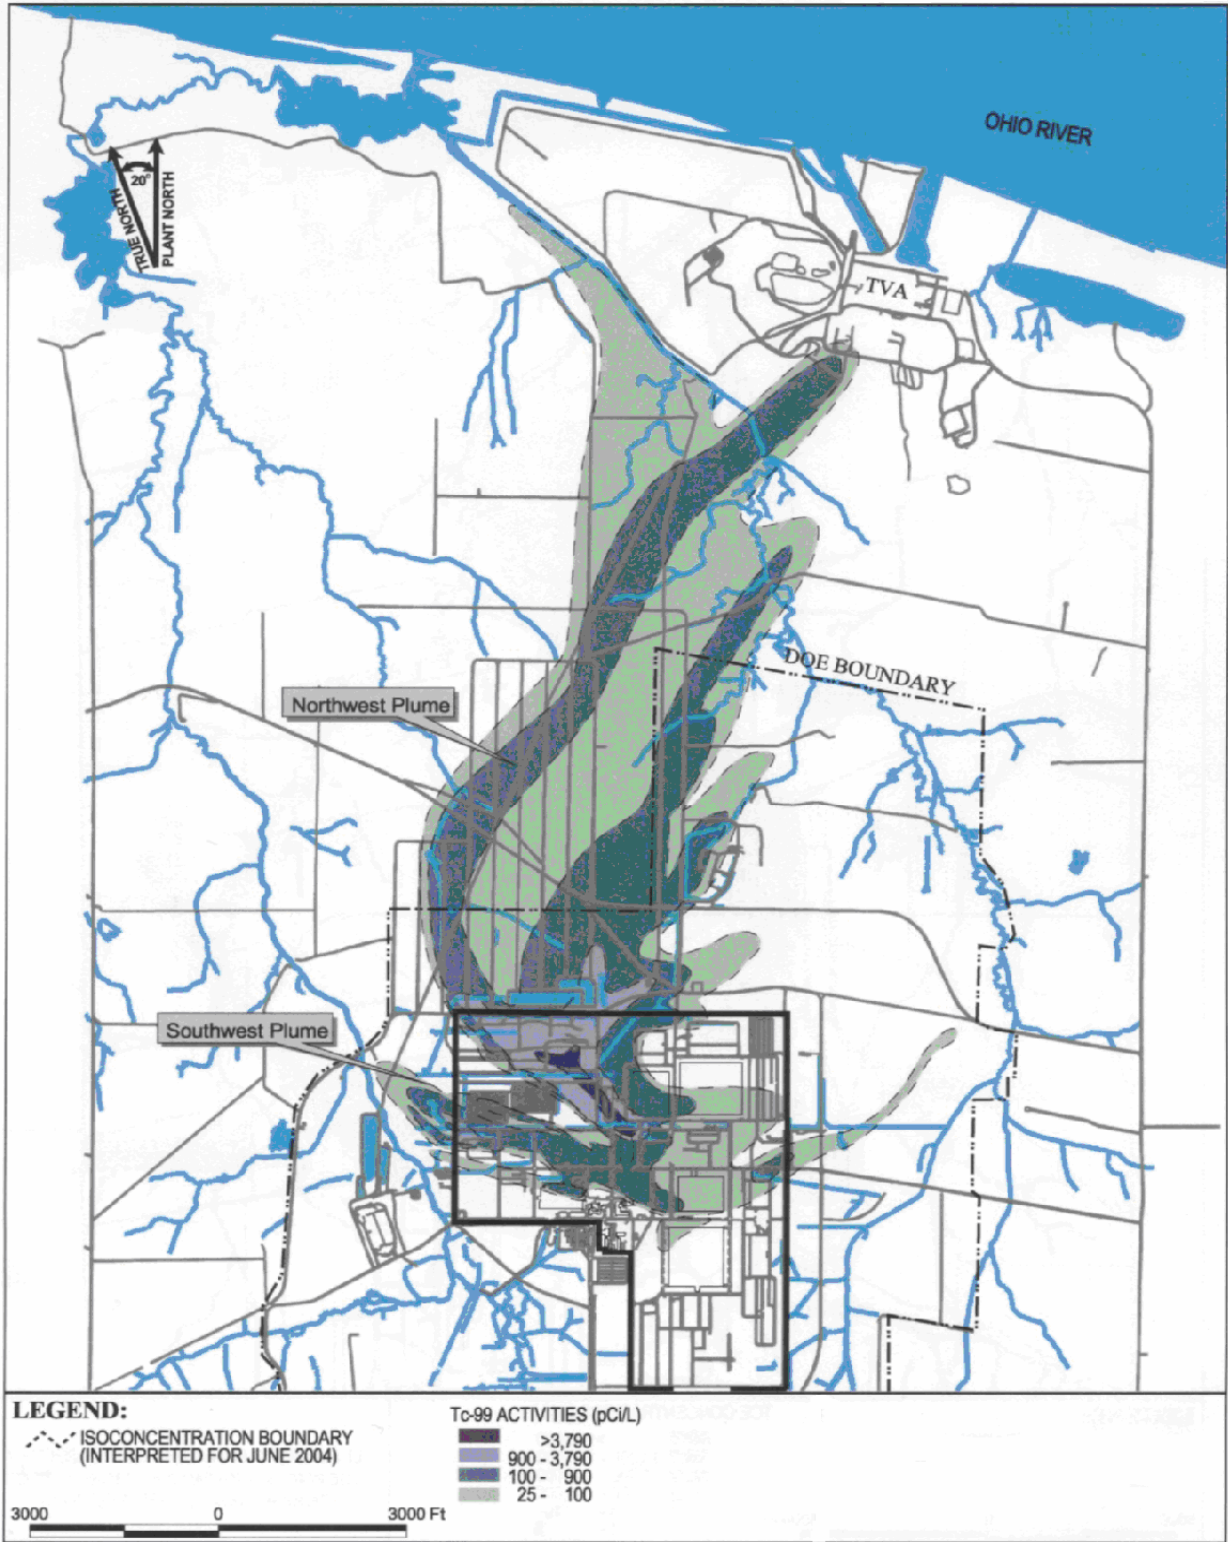 OHIO RIVER
20°
TRUE NORTH
PLANT NORTH
TVA
DOE BOUNDARY
Northwest Plume
Southwest Plume
LEGEND:
ISOCONCENTRATION BOUNDARY
(INTERPRETED FOR JUNE 2004)
Tc-99 ACTIVITIES (pCi/L)
>3,790
900 - 3,790
100 - 900
25 - 100
3000 0 3000 Ft